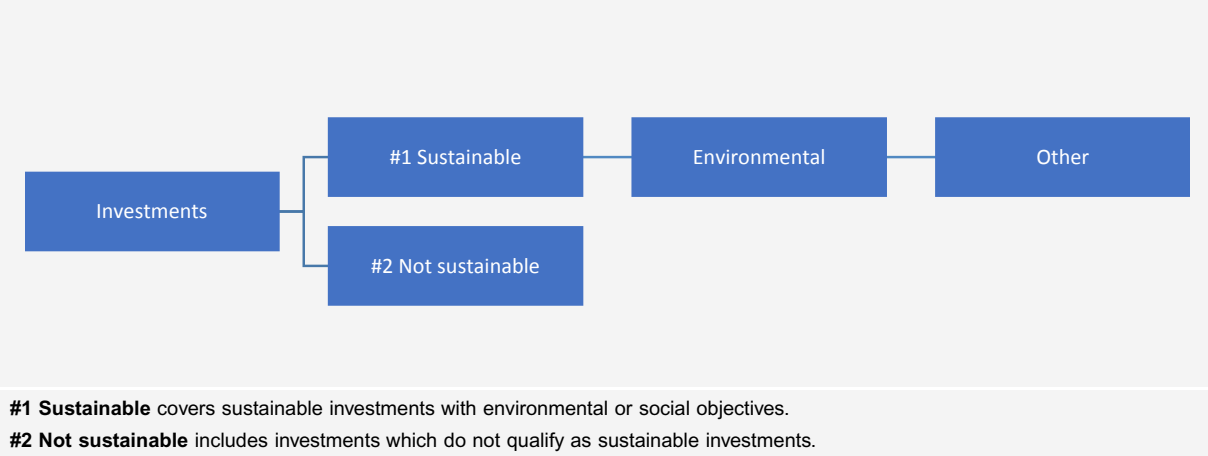 #1 Sustainable
Environmental
Other
Investments
#2 Not sustainable
#1 Sustainable covers sustainable investments with environmental or social objectives.
#2 Not sustainable includes investments which do not qualify as sustainable investments.